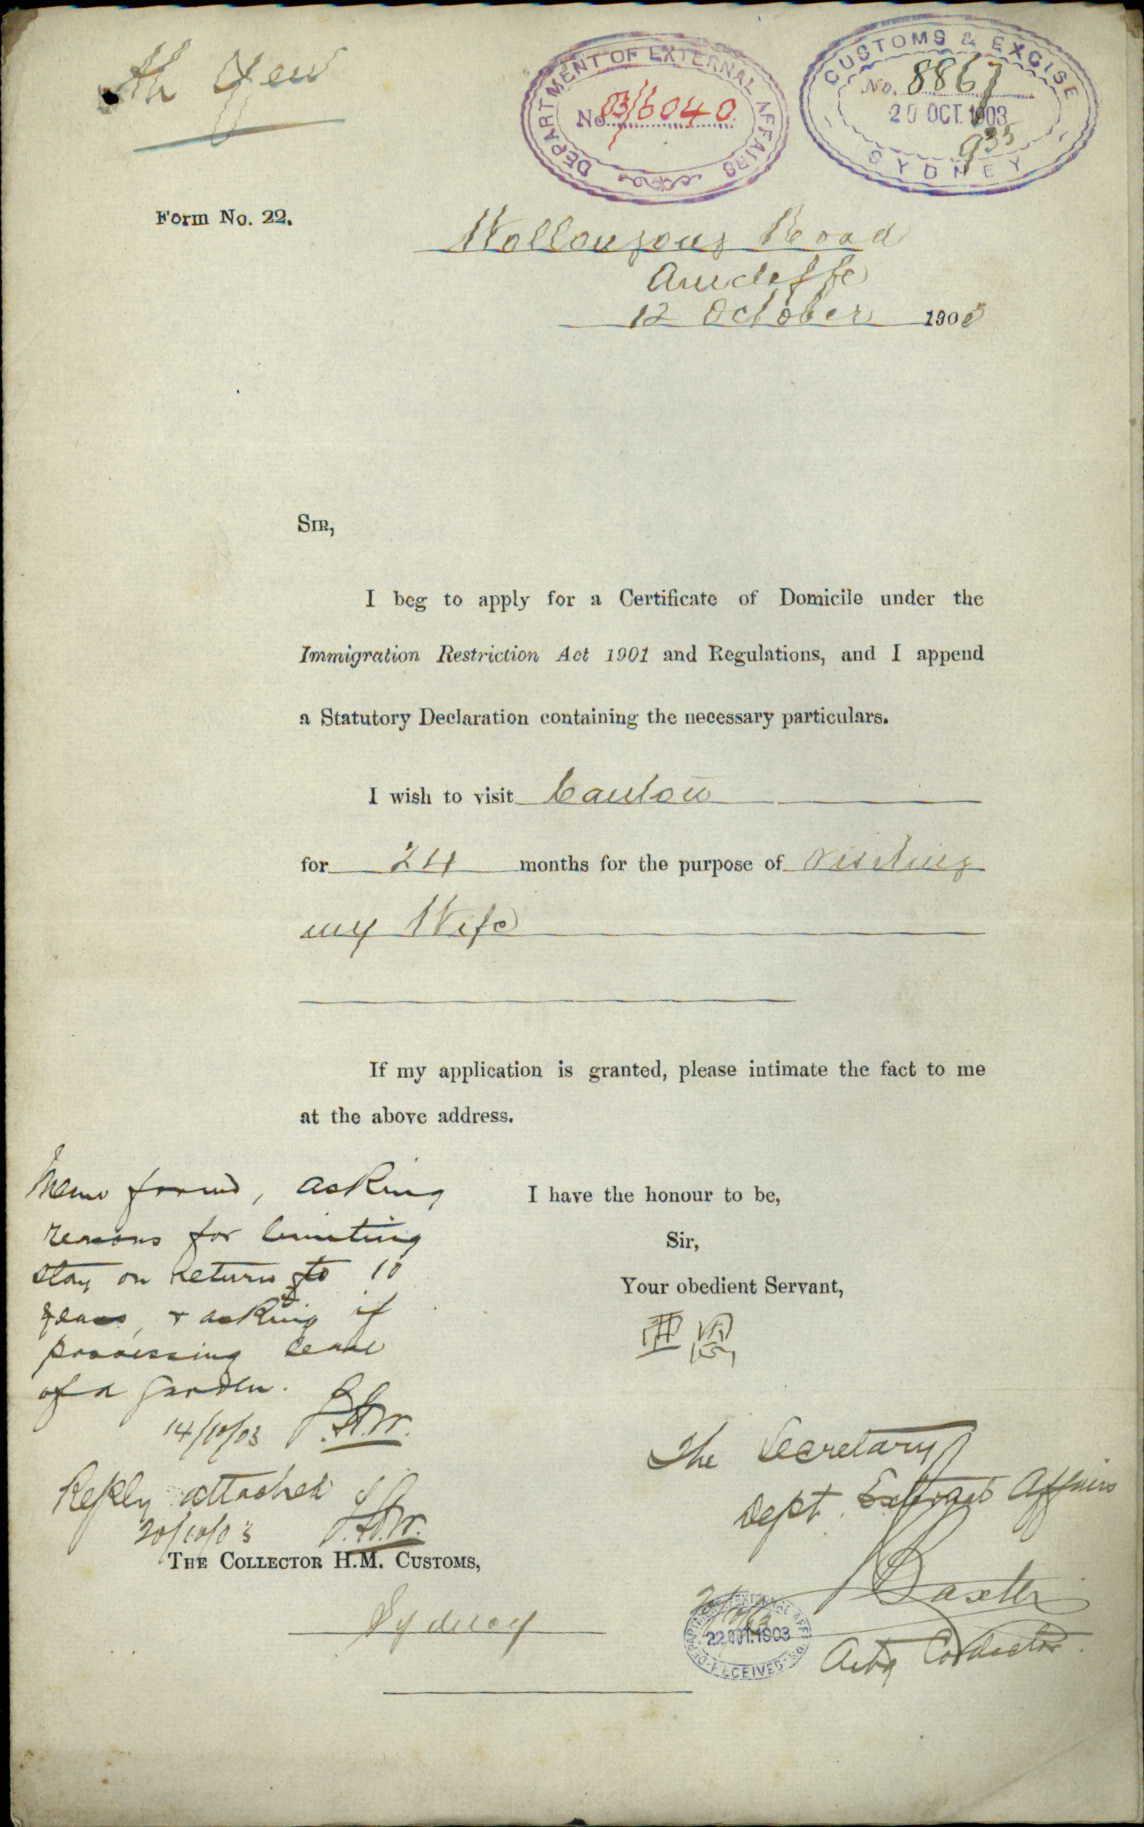 Ah Yew
DEPARTMENT OF EXTERNAL AFFAIRS
No. 03/6040
CUSTOMS & EXCISE
No. 8867
20 OCT. 1903
935
SYDNEY
Form No. 22.
Wollongong Road
Arncliffe
12 October 1903
SIR,
I beg to apply for a Certificate of Domicile under the
Immigration Restriction Act 1901 and Regulations, and I append
a Statutory Declaration containing the necessary particulars.
I wish to visit Canton
for 24 months for the purpose of visiting
my Wife
If my application is granted, please intimate the fact to me
at the above address.
I have the honour to be,
Sir,
Your obedient Servant,
Memo forwd, asking
reasons for limiting
stay on return to 10
years, & asking if
possessing lease
of a garden.
14/10/03
Reply attached
20/10/03
The Secretary
Dept. External Affairs
THE COLLECTOR H.M. CUSTOMS,
Sydney
Baxter
Actg Collector.
22 OCT. 1903
RECEIVED